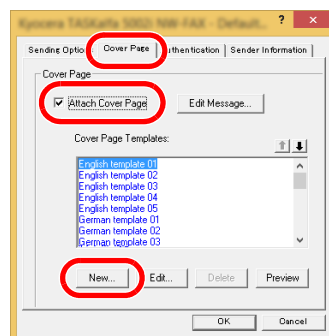 Kyocera TASKalfa 5002i NW-FAX - Default...
? ×
Sending Optio Cover Page uthentication Sender Information
Cover Page
Attach Cover Page Edit Message...
Cover Page Templates:
English template 01
English template 02
English template 03
English template 04
English template 05
German template 01
German template 02
German template 03
New... Edit... Delete Preview
OK Cancel